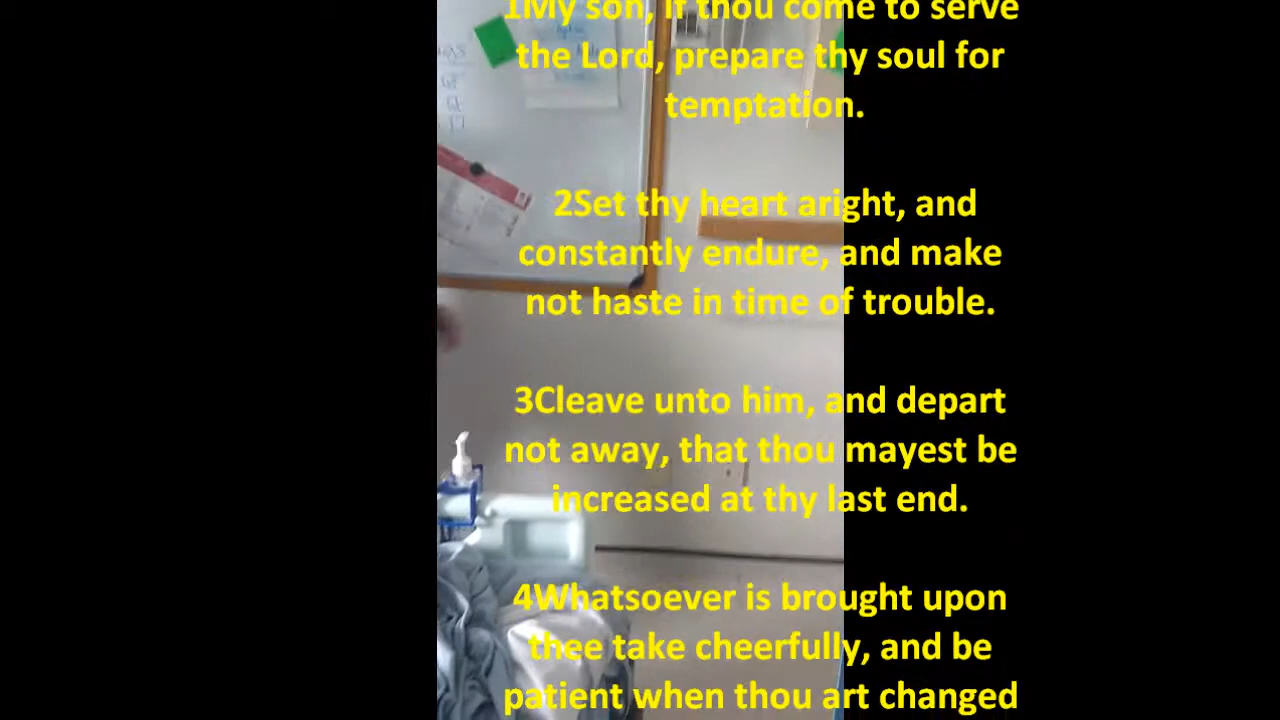 1My son, if thou come to serve
the Lord, prepare thy soul for
temptation.
2Set thy heart aright, and
constantly endure, and make
not haste in time of trouble.
3Cleave unto him, and depart
not away, that thou mayest be
increased at thy last end.
4Whatsoever is brought upon
thee take cheerfully, and be
patient when thou art changed